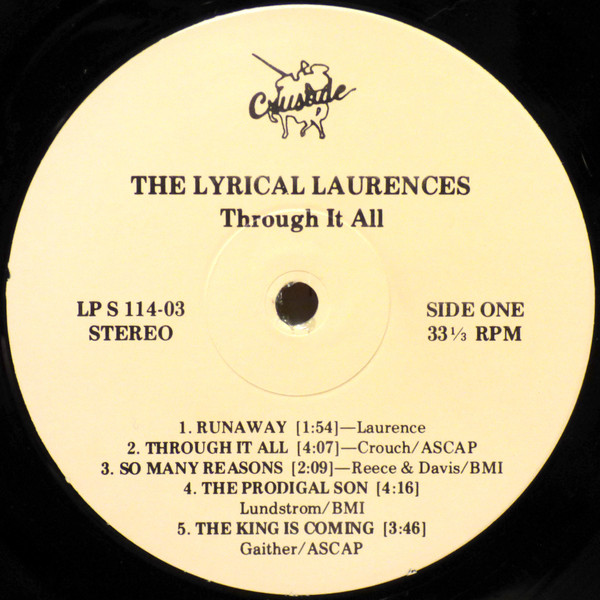 Crusade
THE LYRICAL LAURENCES
Through It All
LP S 114-03
STEREO
SIDE ONE
33 ⅓ RPM
1. RUNAWAY [1:54]—Laurence
2. THROUGH IT ALL [4:07]—Crouch/ASCAP
3. SO MANY REASONS [2:09]—Reece & Davis/BMI
4. THE PRODIGAL SON [4:16]
Lundstrom/BMI
5. THE KING IS COMING [3:46]
Gaither/ASCAP